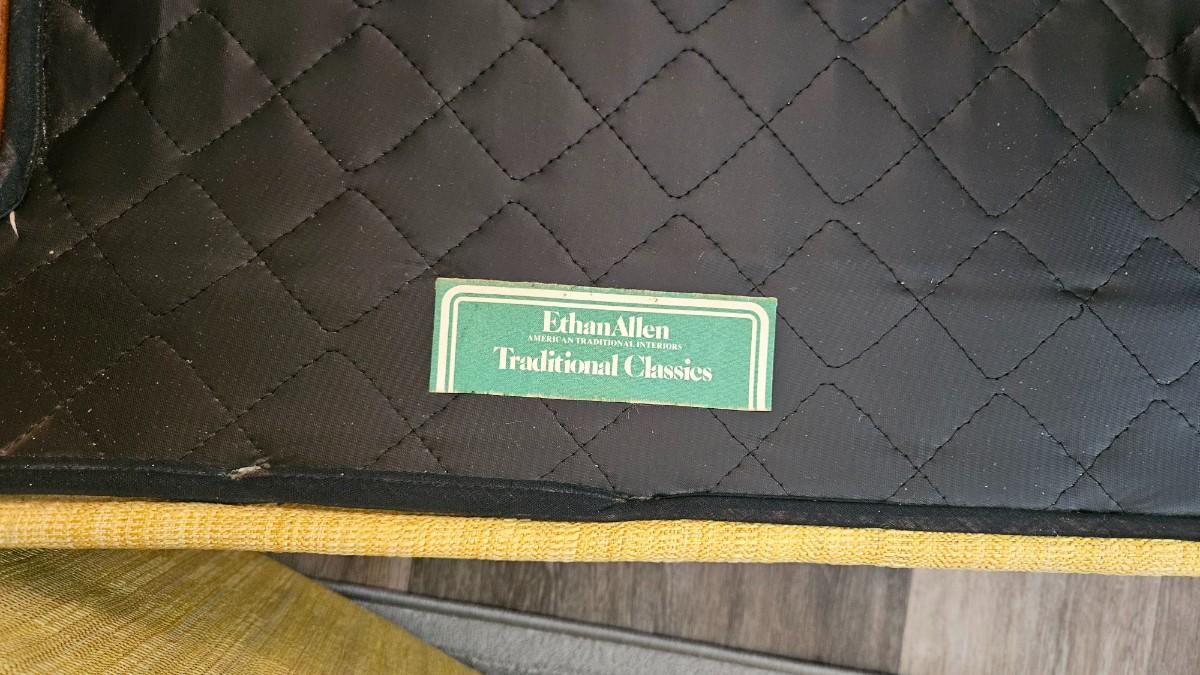 EthanAllen
AMERICAN TRADITIONAL INTERIORS
Traditional Classics